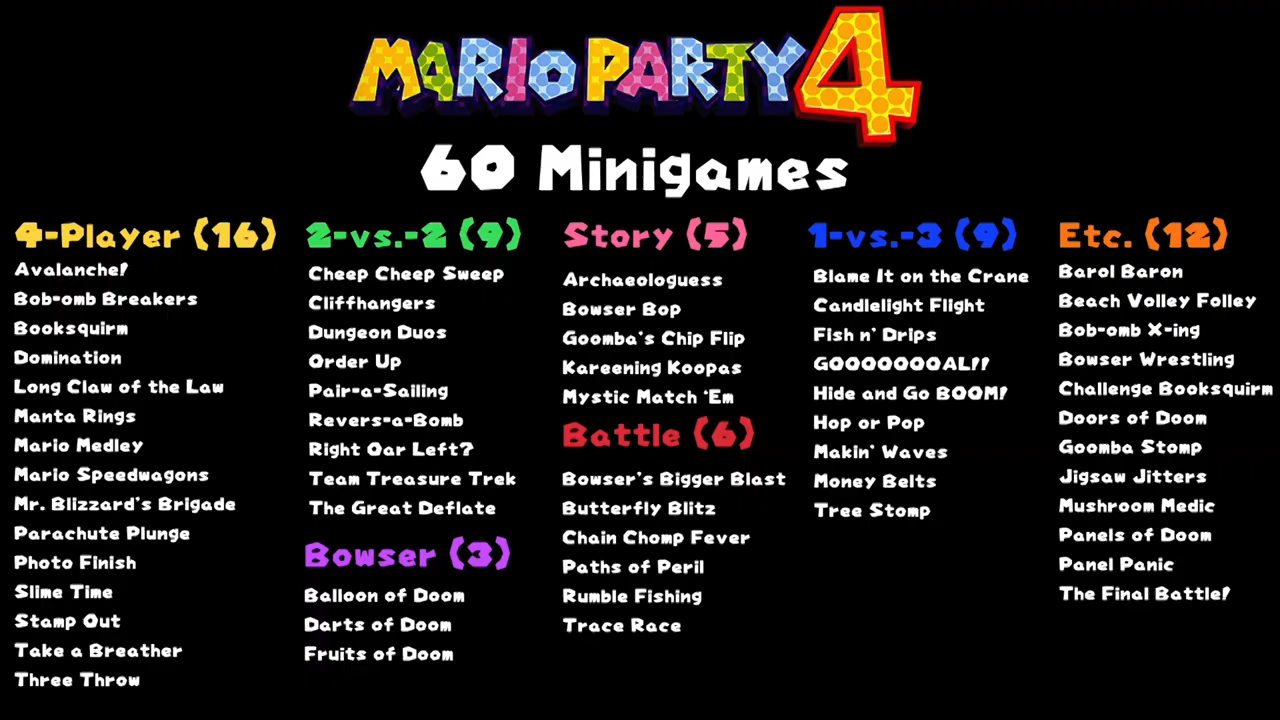 MARIO PARTY 4
60 Minigames
4-Player (16)
Avalanche!
Bob-omb Breakers
Booksquirm
Domination
Long Claw of the Law
Manta Rings
Mario Medley
Mario Speedwagons
Mr. Blizzard's Brigade
Parachute Plunge
Photo Finish
Slime Time
Stamp Out
Take a Breather
Three Throw
2-vs.-2 (9)
Cheep Cheep Sweep
Cliffhangers
Dungeon Duos
Order Up
Pair-a-Sailing
Revers-a-Bomb
Right Oar Left?
Team Treasure Trek
The Great Deflate
Bowser (3)
Balloon of Doom
Darts of Doom
Fruits of Doom
Story (5)
Archaeologuess
Bowser Bop
Goomba's Chip Flip
Kareening Koopas
Mystic Match 'Em
Battle (6)
Bowser's Bigger Blast
Butterfly Blitz
Chain Chomp Fever
Paths of Peril
Rumble Fishing
Trace Race
1-vs.-3 (9)
Blame It on the Crane
Candlelight Flight
Fish n' Drips
GOOOOOOOAL!!
Hide and Go BOOM!
Hop or Pop
Makin' Waves
Money Belts
Tree Stomp
Etc. (12)
Barol Baron
Beach Volley Folley
Bob-omb X-ing
Bowser Wrestling
Challenge Booksquirm
Doors of Doom
Goomba Stomp
Jigsaw Jitters
Mushroom Medic
Panels of Doom
Panel Panic
The Final Battle!